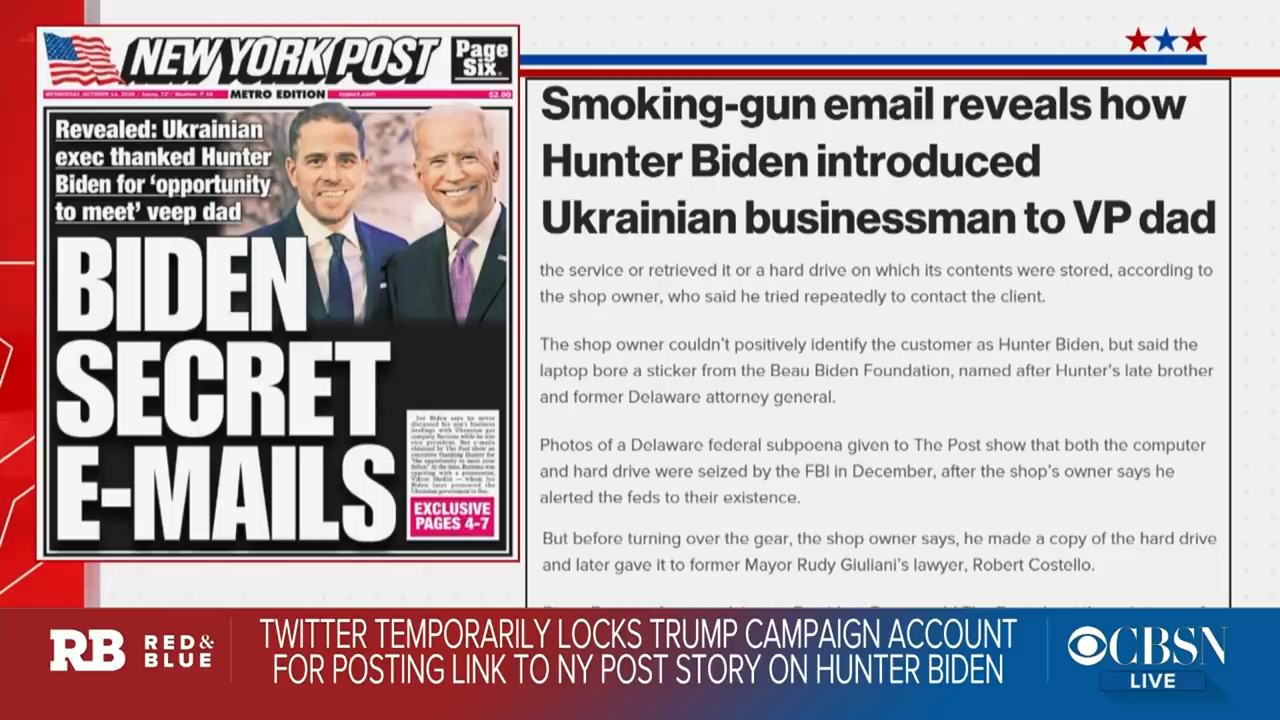 NEW YORK POST
Page
Six
METRO EDITION
nypost.com
$2.00
Revealed: Ukrainian
exec thanked Hunter
Biden for ‘opportunity
to meet’ veep dad
BIDEN
SECRET
E-MAILS
EXCLUSIVE
PAGES 4-7
Smoking-gun email reveals how
Hunter Biden introduced
Ukrainian businessman to VP dad
the service or retrieved it or a hard drive on which its contents were stored, according to
the shop owner, who said he tried repeatedly to contact the client.
The shop owner couldn’t positively identify the customer as Hunter Biden, but said the
laptop bore a sticker from the Beau Biden Foundation, named after Hunter’s late brother
and former Delaware attorney general.
Photos of a Delaware federal subpoena given to The Post show that both the computer
and hard drive were seized by the FBI in December, after the shop’s owner says he
alerted the feds to their existence.
But before turning over the gear, the shop owner says, he made a copy of the hard drive
and later gave it to former Mayor Rudy Giuliani’s lawyer, Robert Costello.
RB RED &
BLUE
TWITTER TEMPORARILY LOCKS TRUMP CAMPAIGN ACCOUNT
FOR POSTING LINK TO NY POST STORY ON HUNTER BIDEN
CBSN
LIVE